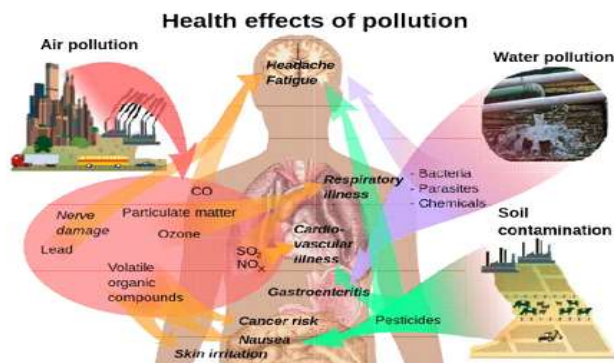 Health effects of pollution
Air pollution
Water pollution
Headache
Fatigue
CO
Particulate matter
Ozone
Nerve
damage
Lead
Volatile
organic
compounds
SO₂
NOₓ
Respiratory
illness
Cardio-
vascular
illness
Gastroenteritis
Cancer risk
Nausea
Skin irritation
- Bacteria
- Parasites
- Chemicals
Soil
contamination
Pesticides